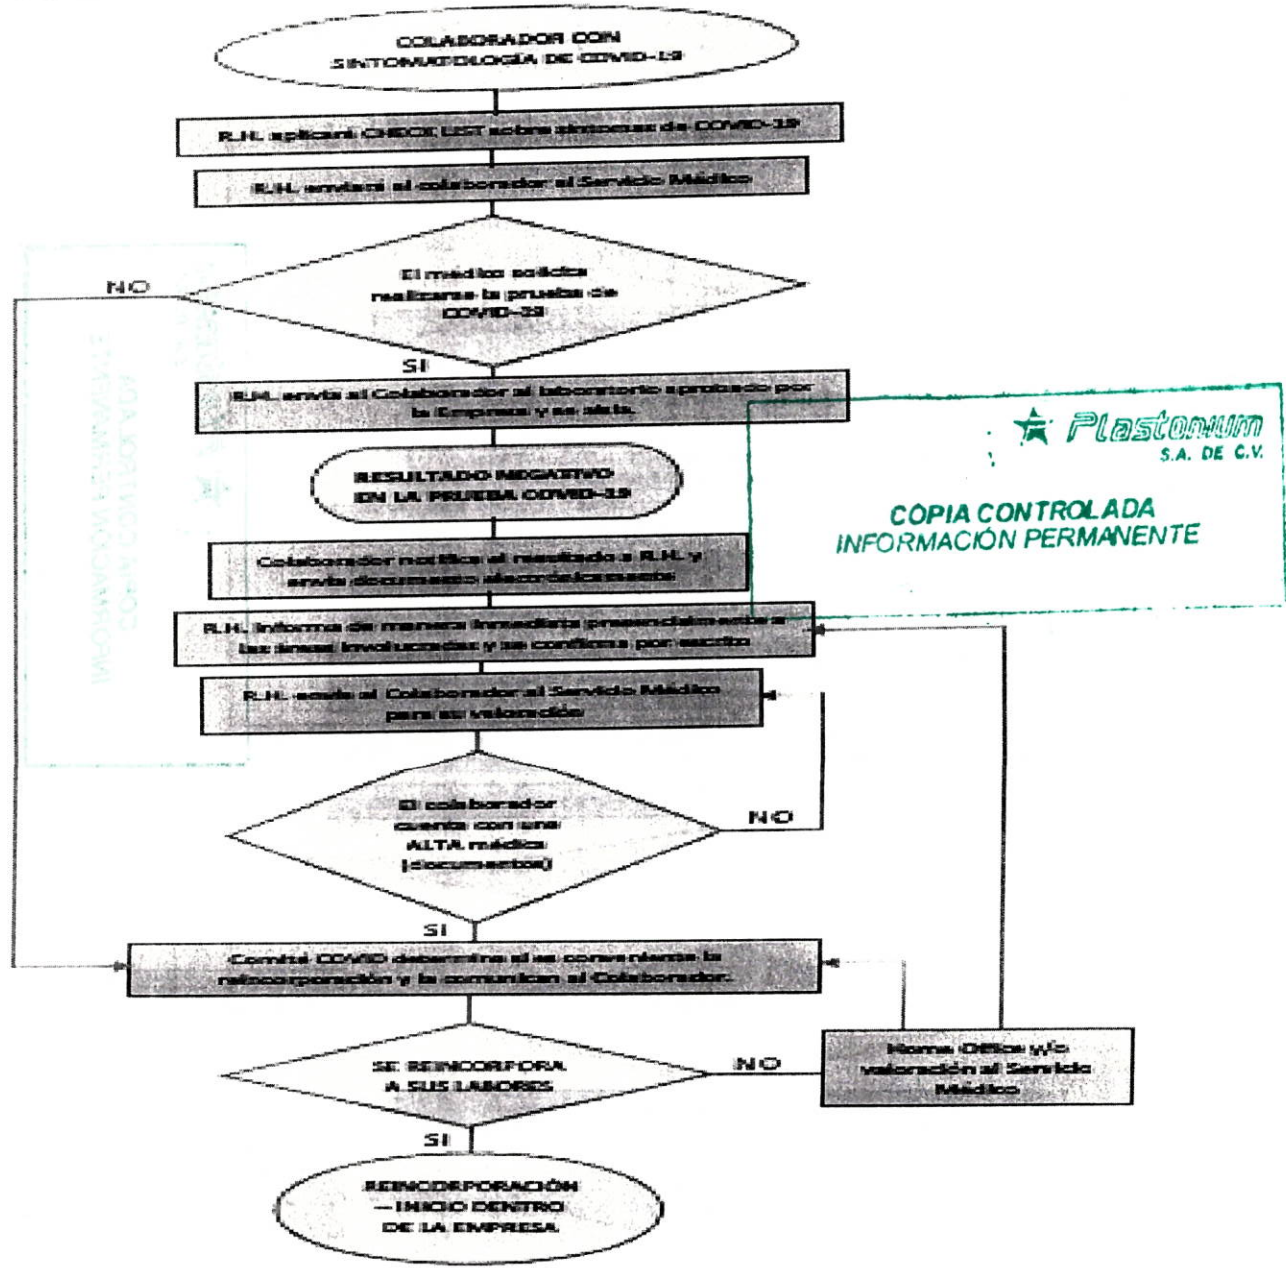 COLABORADOR CON
SINTOMATOLOGÍA DE COVID-19
R.H. aplicará CHECK LIST sobre síntomas de COVID-19
R.H. enviará al colaborador al Servicio Médico
El médico solicita
realizarse la prueba de
COVID-19
NO
SI
R.H. envía al Colaborador al laboratorio aprobado por
la Empresa y se aísla.
RESULTADO NEGATIVO
EN LA PRUEBA COVID-19
Plastonium
S.A. DE C.V.
COPIA CONTROLADA
INFORMACIÓN PERMANENTE
COPIA CONTROLADA
INFORMACIÓN PERMANENTE
Colaborador notifica el resultado a R.H. y
envía documento electrónicamente
R.H. Informa de manera inmediata presencialmente a
las áreas involucradas y se confirma por escrito
R.H. envía al Colaborador al Servicio Médico
para su valoración
El colaborador
cuenta con una
ALTA médica
(documentos)
NO
SI
Comité COVID determina si es conveniente la
reincorporación y la comunican al Colaborador.
SE REINCORPORA
A SUS LABORES
NO
Home Office y/o
valoración al Servicio
Médico
SI
REINCORPORACIÓN
— INICIO DENTRO
DE LA EMPRESA